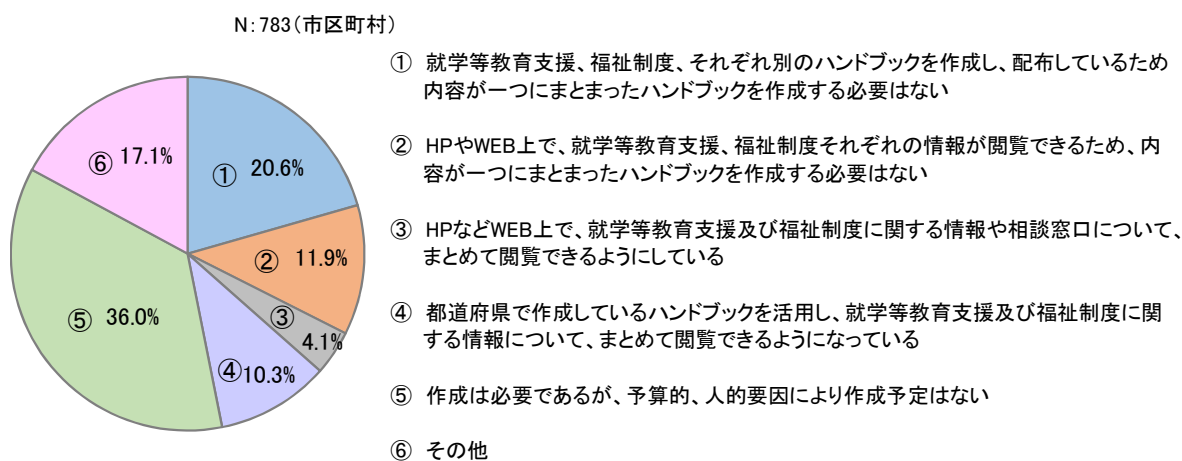 N:783(市区町村)
① 就学等教育支援、福祉制度、それぞれ別のハンドブックを作成し、配布しているため
内容が一つにまとまったハンドブックを作成する必要はない
② HPやWEB上で、就学等教育支援、福祉制度それぞれの情報が閲覧できるため、内
容が一つにまとまったハンドブックを作成する必要はない
③ HPなどWEB上で、就学等教育支援及び福祉制度に関する情報や相談窓口について、
まとめて閲覧できるようにしている
④ 都道府県で作成しているハンドブックを活用し、就学等教育支援及び福祉制度に関
する情報について、まとめて閲覧できるようになっている
⑤ 作成は必要であるが、予算的、人的要因により作成予定はない
⑥ その他
① 20.6%
② 11.9%
③ 4.1%
④ 10.3%
⑤ 36.0%
⑥ 17.1%